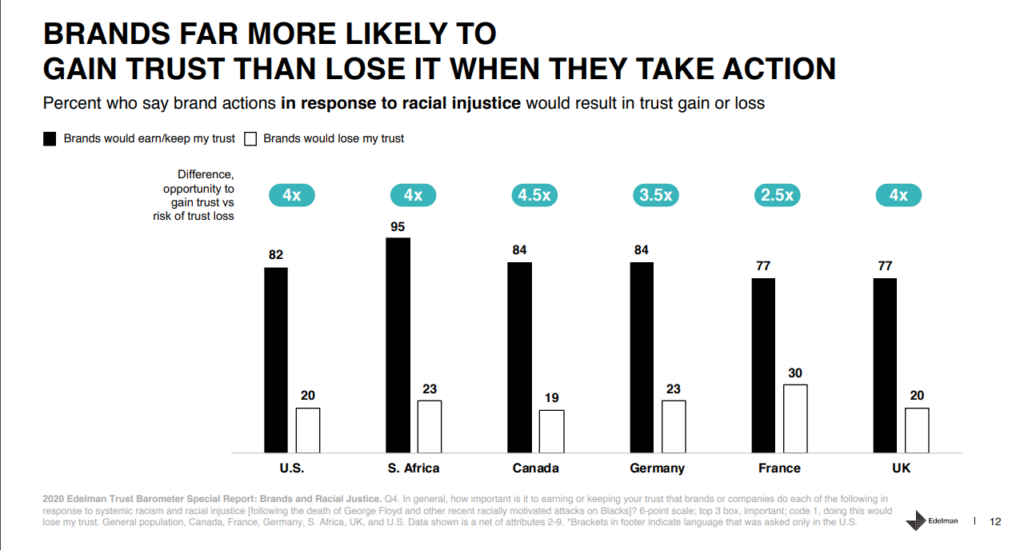 BRANDS FAR MORE LIKELY TO
GAIN TRUST THAN LOSE IT WHEN THEY TAKE ACTION
Percent who say brand actions in response to racial injustice would result in trust gain or loss
Brands would earn/keep my trust Brands would lose my trust
Difference,
opportunity to
gain trust vs
risk of trust loss
4x 4x 4.5x 3.5x 2.5x 4x
82 20 95 23 84 19 84 23 77 30 77 20
U.S. S. Africa Canada Germany France UK
2020 Edelman Trust Barometer Special Report: Brands and Racial Justice. Q4. In general, how important is it to earning or keeping your trust that brands or companies do each of the following in
response to systemic racism and racial injustice [following the death of George Floyd and other recent racially motivated attacks on Blacks]? 6-point scale; top 3 box, important; code 1, doing this would
lose my trust. General population, Canada, France, Germany, S. Africa, UK, and U.S. Data shown is a net of attributes 2-9. *Brackets in footer indicate language that was asked only in the U.S.
Edelman | 12